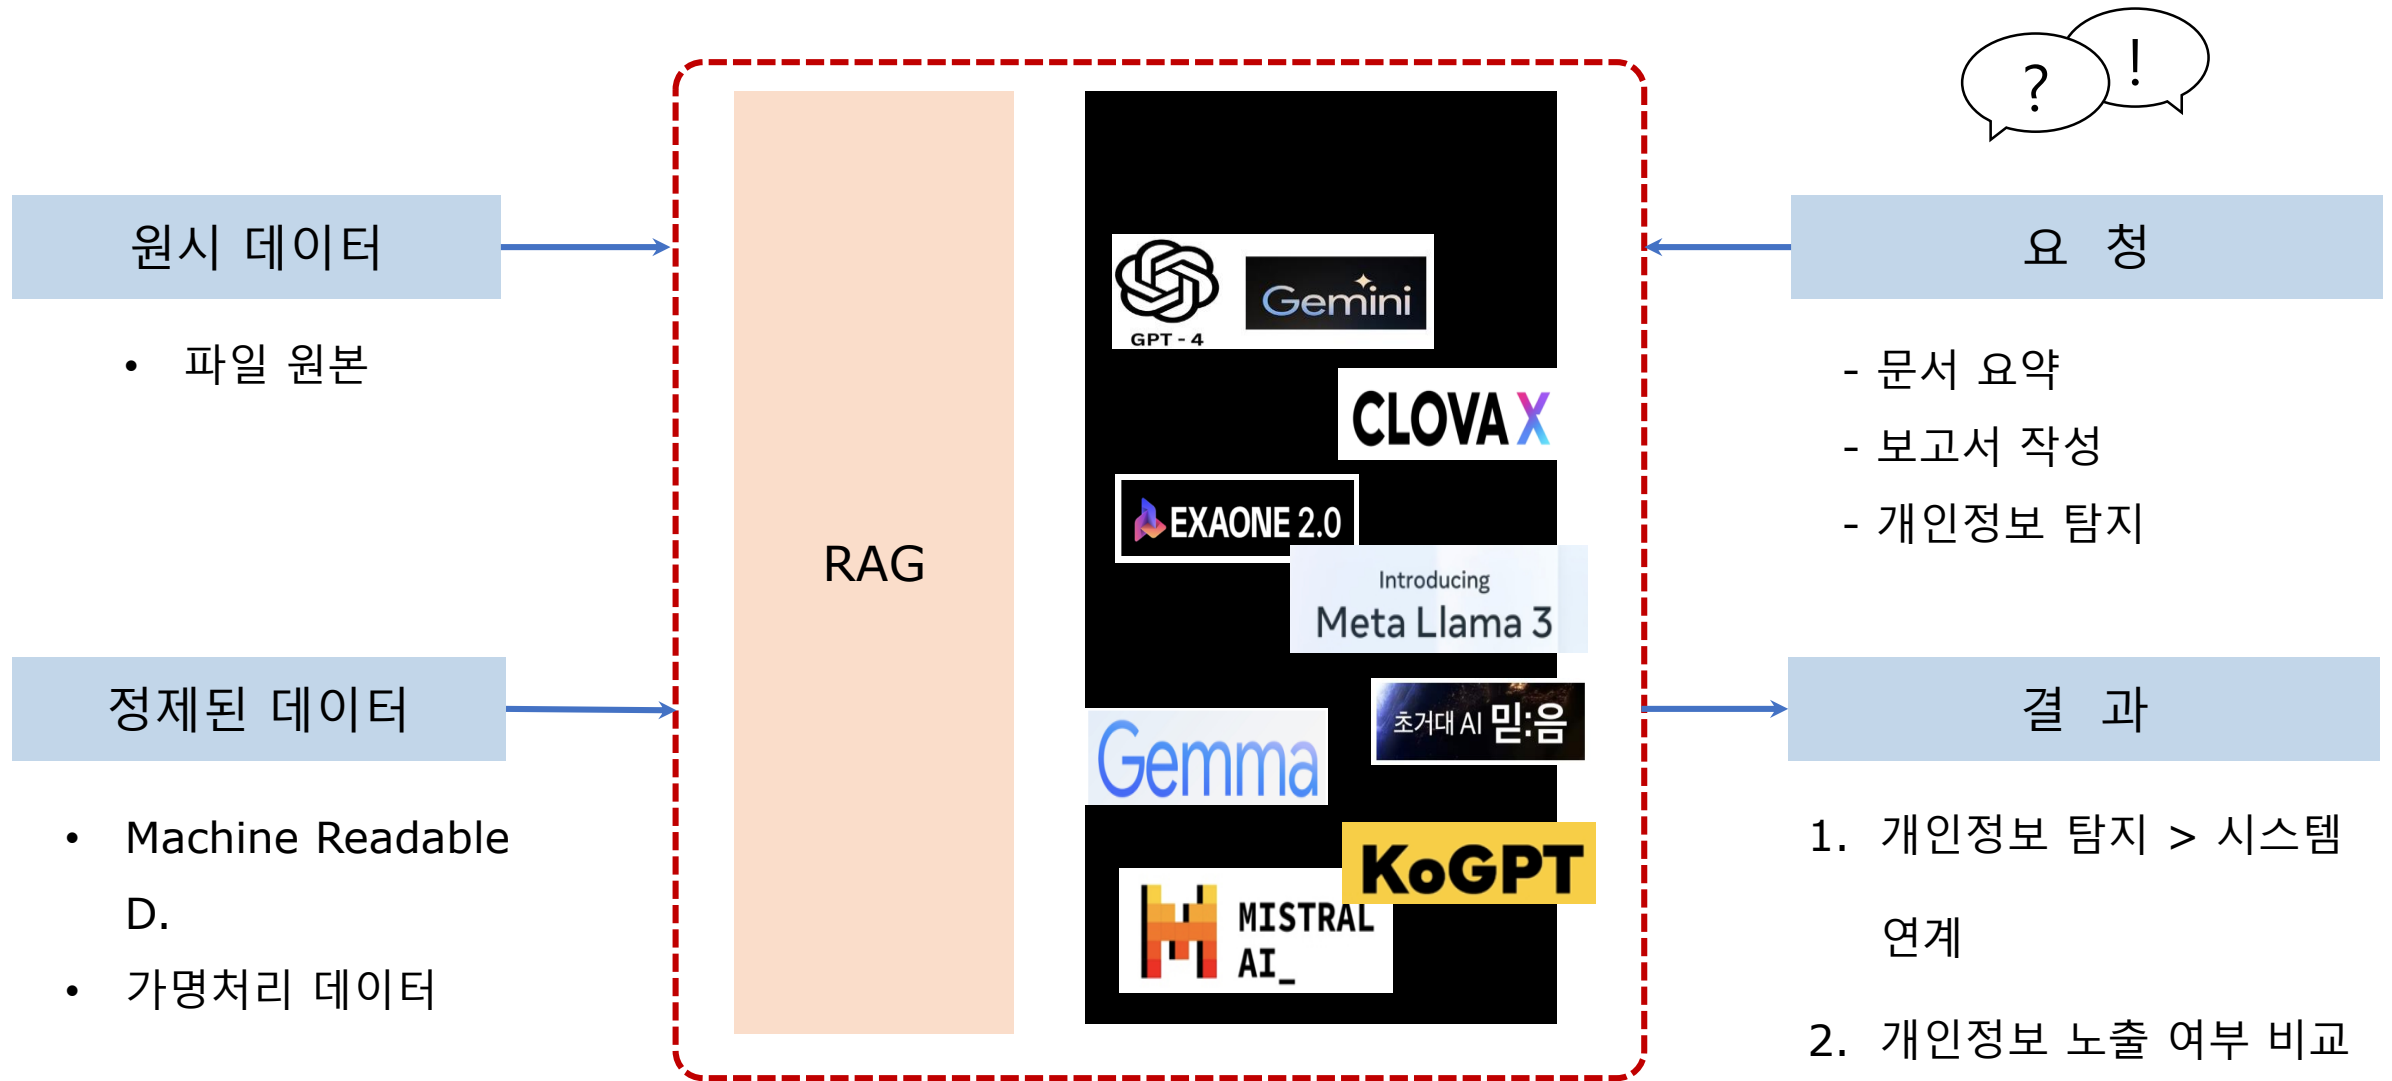 ? !
원시 데이터
• 파일 원본
정제된 데이터
• Machine Readable
D.
• 가명처리 데이터
RAG
GPT - 4
Gemini
CLOVA X
EXAONE 2.0
Introducing
Meta Llama 3
초거대 AI 믿:음
Gemma
KoGPT
MISTRAL
AI_
요 청
- 문서 요약
- 보고서 작성
- 개인정보 탐지
결 과
1. 개인정보 탐지 > 시스템
연계
2. 개인정보 노출 여부 비교